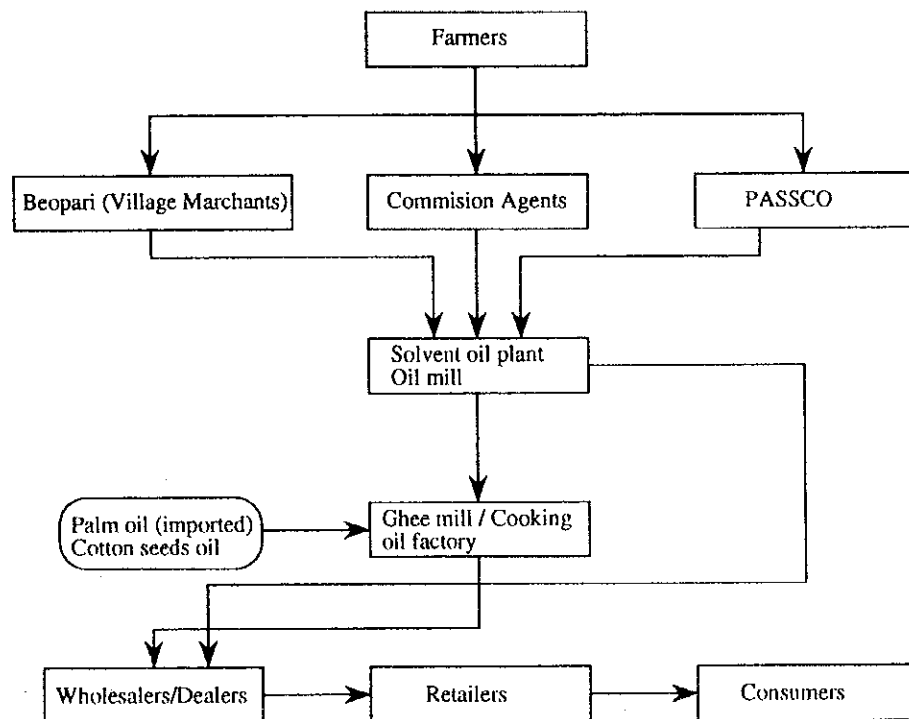 Farmers
Beopari (Village Marchants)
Commision Agents
PASSCO
Solvent oil plant
Oil mill
Palm oil (imported)
Cotton seeds oil
Ghee mill / Cooking
oil factory
Wholesalers/Dealers
Retailers
Consumers